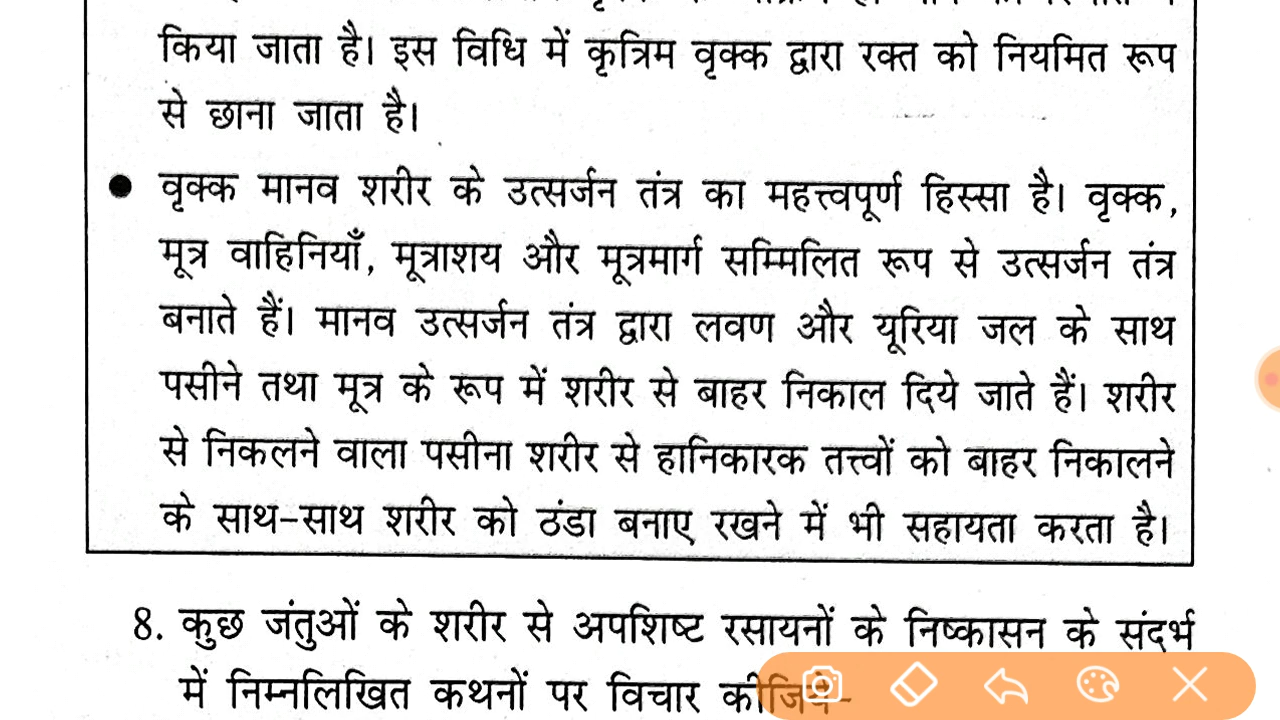 किया जाता है। इस विधि में कृत्रिम वृक्क द्वारा रक्त को नियमित रूप
से छाना जाता है।
● वृक्क मानव शरीर के उत्सर्जन तंत्र का महत्त्वपूर्ण हिस्सा है। वृक्क,
मूत्र वाहिनियाँ, मूत्राशय और मूत्रमार्ग सम्मिलित रूप से उत्सर्जन तंत्र
बनाते हैं। मानव उत्सर्जन तंत्र द्वारा लवण और यूरिया जल के साथ
पसीने तथा मूत्र के रूप में शरीर से बाहर निकाल दिये जाते हैं। शरीर
से निकलने वाला पसीना शरीर से हानिकारक तत्त्वों को बाहर निकालने
के साथ-साथ शरीर को ठंडा बनाए रखने में भी सहायता करता है।
8. कुछ जंतुओं के शरीर से अपशिष्ट रसायनों के निष्कासन के संदर्भ
में निम्नलिखित कथनों पर विचार कीजिये-